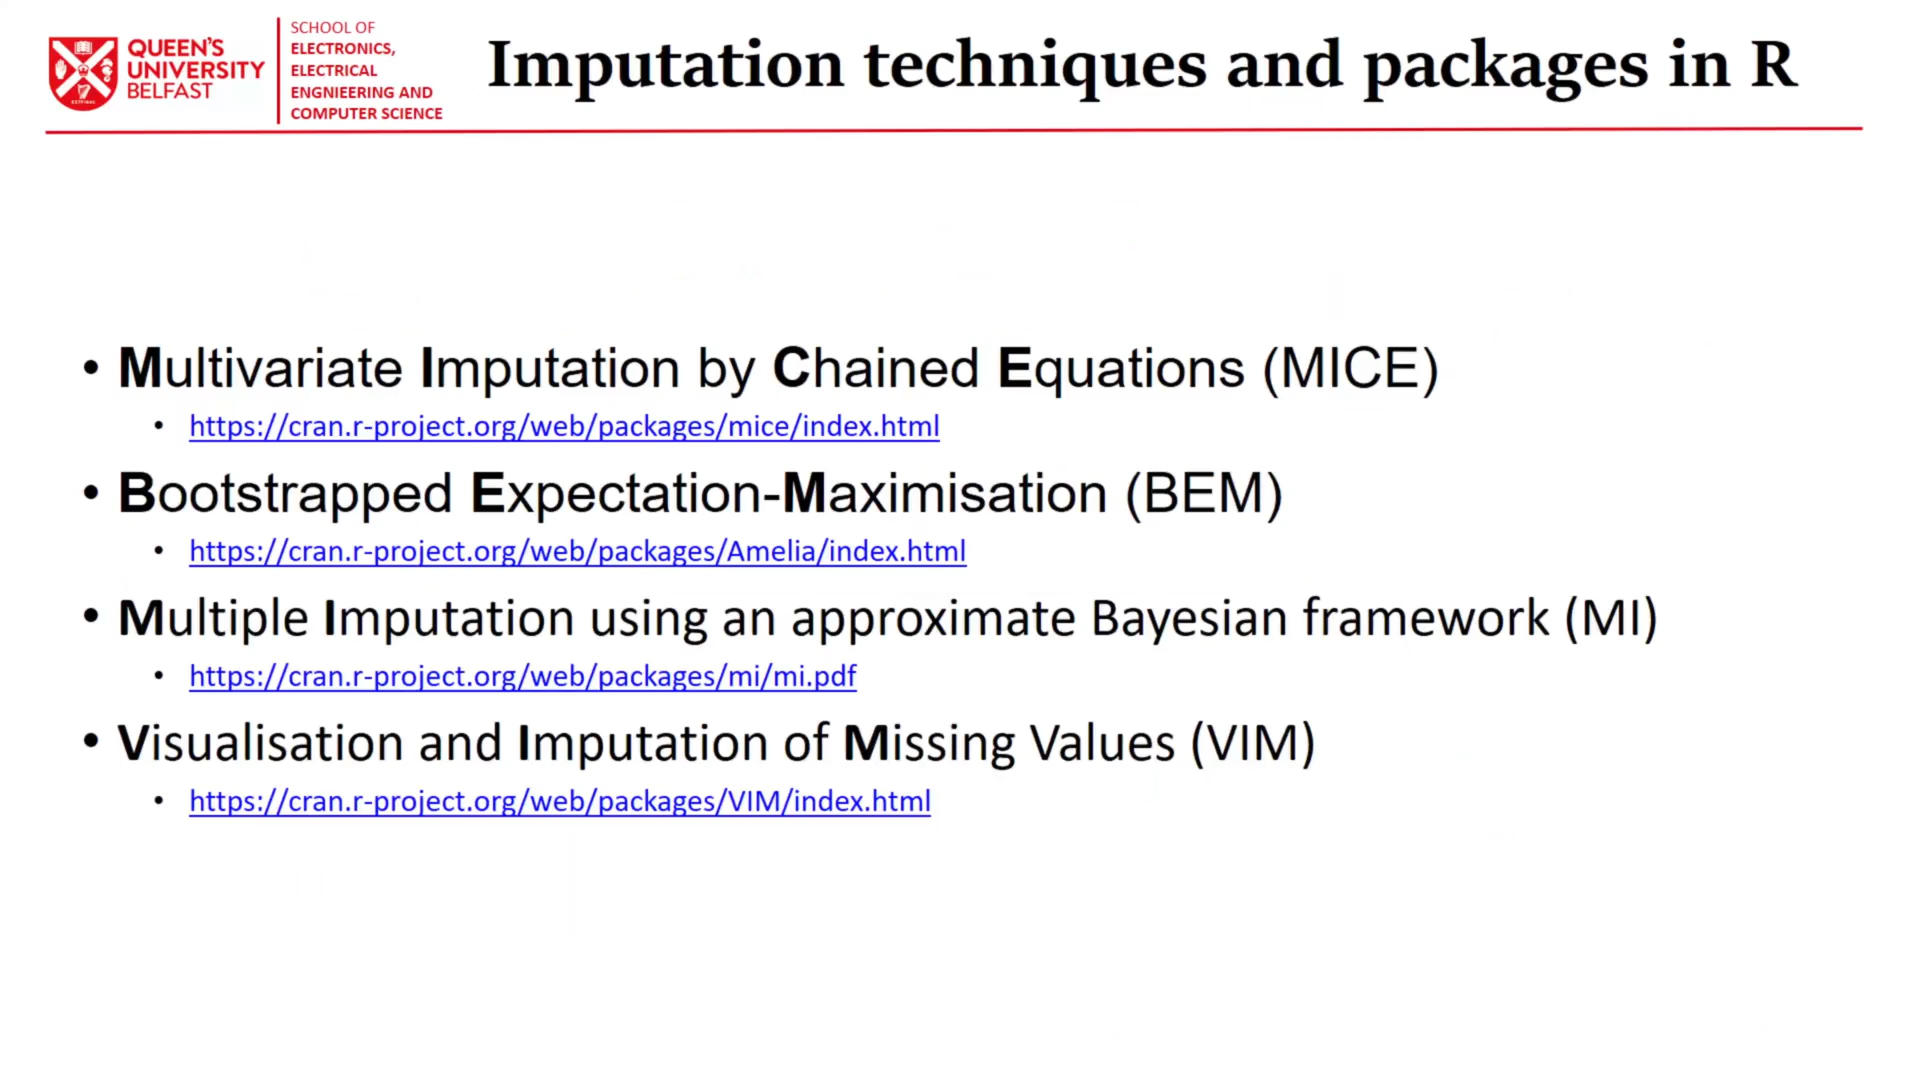 QUEEN'S
UNIVERSITY
BELFAST
SCHOOL OF
ELECTRONICS,
ELECTRICAL
ENGNIEERING AND
COMPUTER SCIENCE
Imputation techniques and packages in R
• Multivariate Imputation by Chained Equations (MICE)
• https://cran.r-project.org/web/packages/mice/index.html
• Bootstrapped Expectation-Maximisation (BEM)
• https://cran.r-project.org/web/packages/Amelia/index.html
• Multiple Imputation using an approximate Bayesian framework (MI)
• https://cran.r-project.org/web/packages/mi/mi.pdf
• Visualisation and Imputation of Missing Values (VIM)
• https://cran.r-project.org/web/packages/VIM/index.html